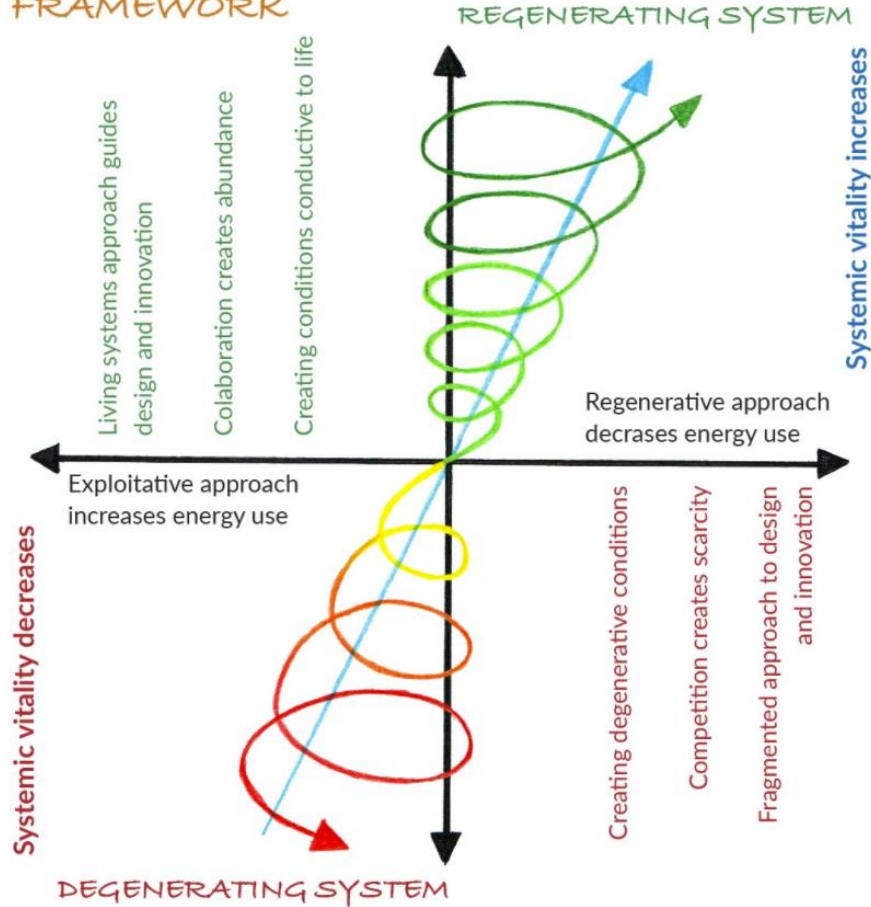 FRAMEWORK
REGENERATING SYSTEM
Living systems approach guides
design and innovation
Colaboration creates abundance
Creating conditions conductive to life
Systemic vitality increases
Regenerative approach
decrases energy use
Exploitative approach
increases energy use
Systemic vitality decreases
Creating degenerative conditions
Competition creates scarcity
Fragmented approach to design
and innovation
DEGENERATING SYSTEM